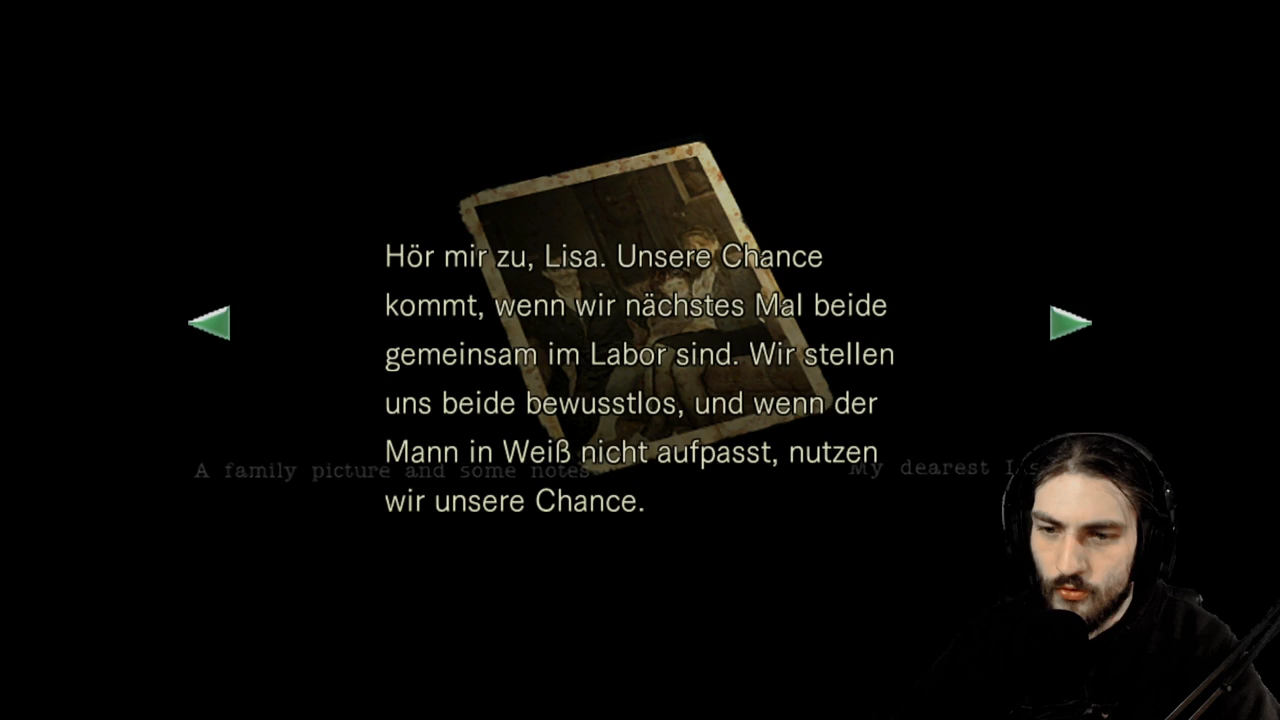 Hör mir zu, Lisa. Unsere Chance
kommt, wenn wir nächstes Mal beide
gemeinsam im Labor sind. Wir stellen
uns beide bewusstlos, und wenn der
Mann in Weiß nicht aufpasst, nutzen
wir unsere Chance.
A family picture and some notes
My dearest